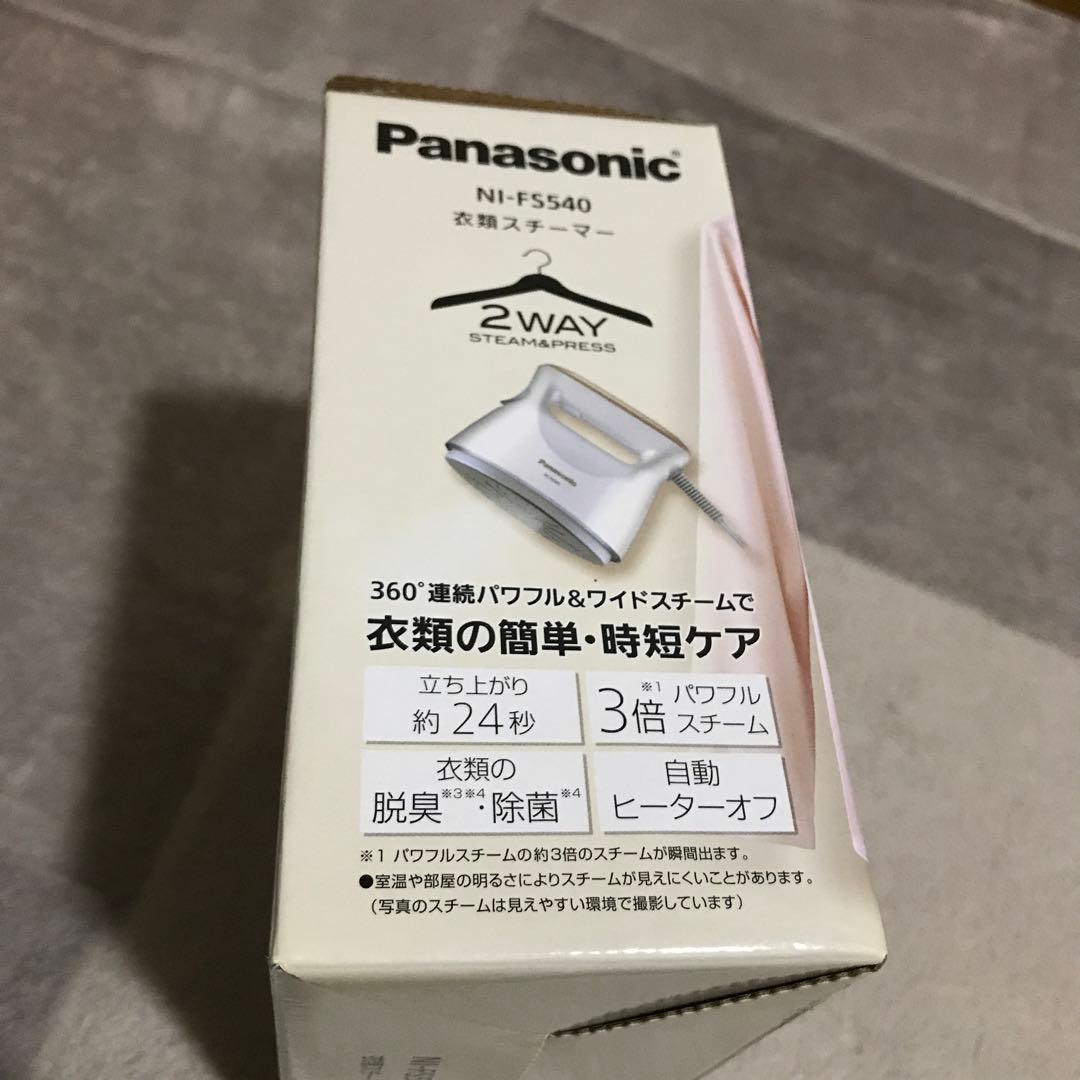 Panasonic
NI-FS540
衣類スチーマー
2WAY
STEAM&PRESS
Panasonic
360°連続パワフル&ワイドスチームで
衣類の簡単・時短ケア
立ち上がり
約24秒
3倍※1パワフル
スチーム
衣類の
脱臭※3※4・除菌※4
自動
ヒーターオフ
※1 パワフルスチームの約3倍のスチームが瞬間出ます。
●室温や部屋の明るさによりスチームが見えにくいことがあります。
（写真のスチームは見えやすい環境で撮影しています）